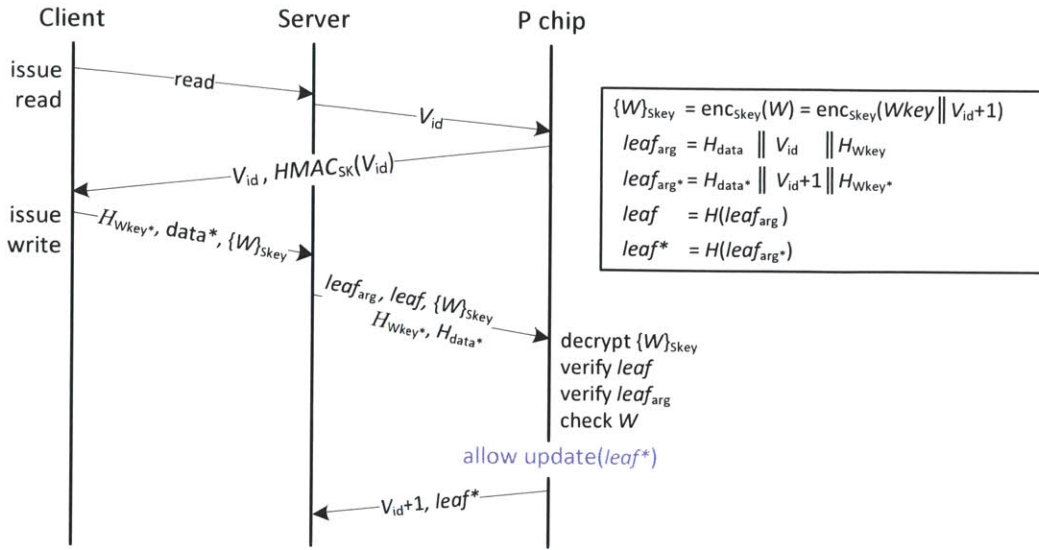 Client Server P chip
issue
read
read
V_id
V_id, HMAC_SK(V_id)
issue
write
H_Wkey*, data*, {W}_Skey
leaf_arg, leaf, {W}_Skey
H_Wkey*, H_data*
decrypt {W}_Skey
verify leaf
verify leaf_arg
check W
allow update(leaf*)
V_id+1, leaf*
{W}_Skey = enc_Skey(W) = enc_Skey(Wkey ‖ V_id+1)
leaf_arg = H_data ‖ V_id ‖ H_Wkey
leaf_arg* = H_data* ‖ V_id+1 ‖ H_Wkey*
leaf = H(leaf_arg)
leaf* = H(leaf_arg*)